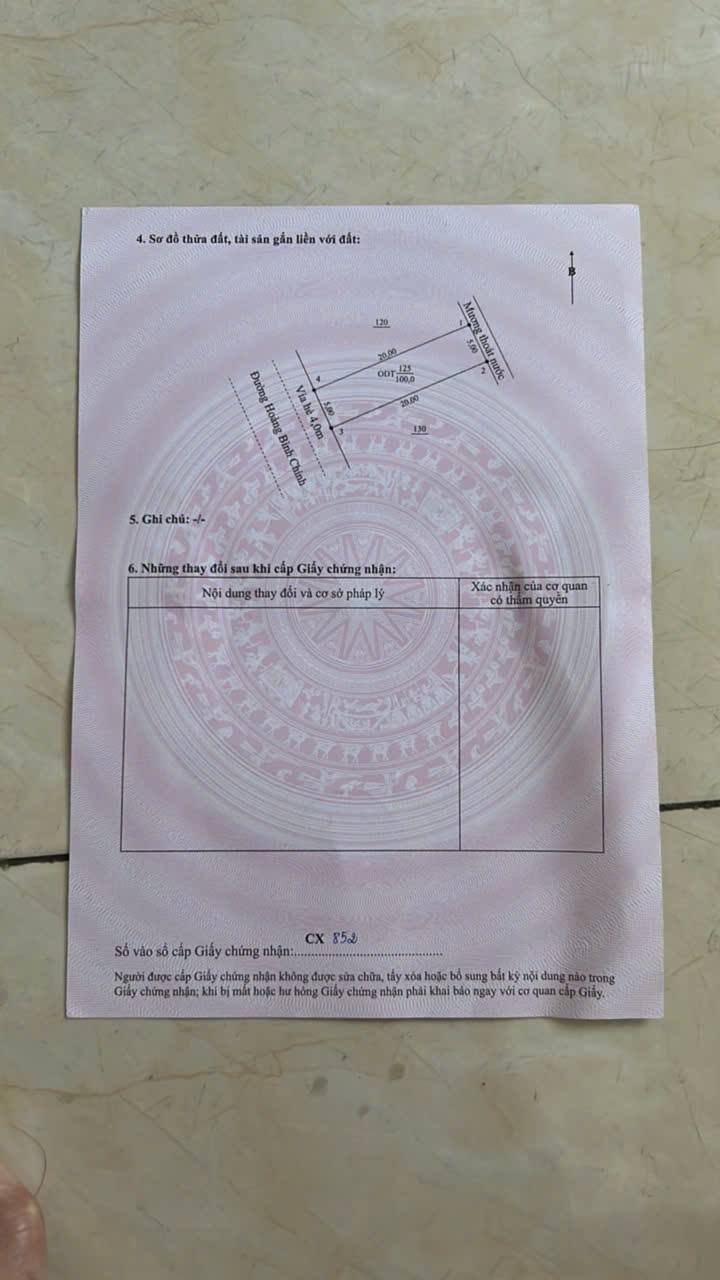 4. Sơ đồ thửa đất, tài sản gắn liền với đất:
B
120
Mương thoát nước
1
5.00
2
20,00
ODT 125
100,0
4
5.00
3
20,00
130
Vỉa hè 4,0m
Đường Hoàng Bình Chính
5. Ghi chú: -/-
6. Những thay đổi sau khi cấp Giấy chứng nhận:
Nội dung thay đổi và cơ sở pháp lý
Xác nhận của cơ quan
có thẩm quyền
CX 852
Số vào sổ cấp Giấy chứng nhận:
Người được cấp Giấy chứng nhận không được sửa chữa, tẩy xóa hoặc bổ sung bất kỳ nội dung nào trong
Giấy chứng nhận; khi bị mất hoặc hư hỏng Giấy chứng nhận phải khai báo ngay với cơ quan cấp Giấy.